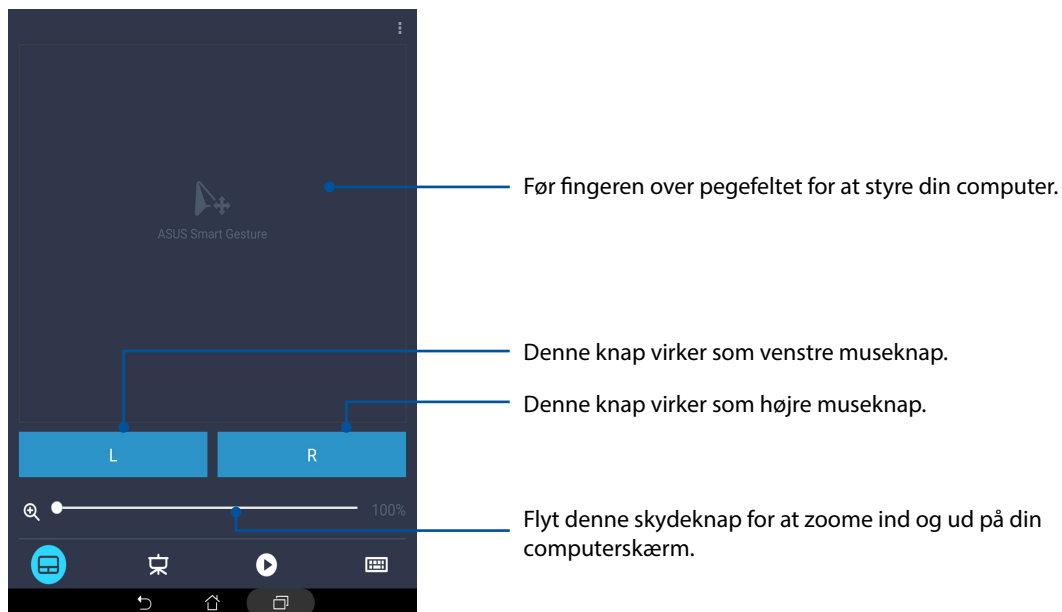 Før fingeren over pegefeltet for at styre din computer.
ASUS Smart Gesture
Denne knap virker som venstre museknap.
Denne knap virker som højre museknap.
L R
100%
Flyt denne skydeknap for at zoome ind og ud på din
computerskærm.